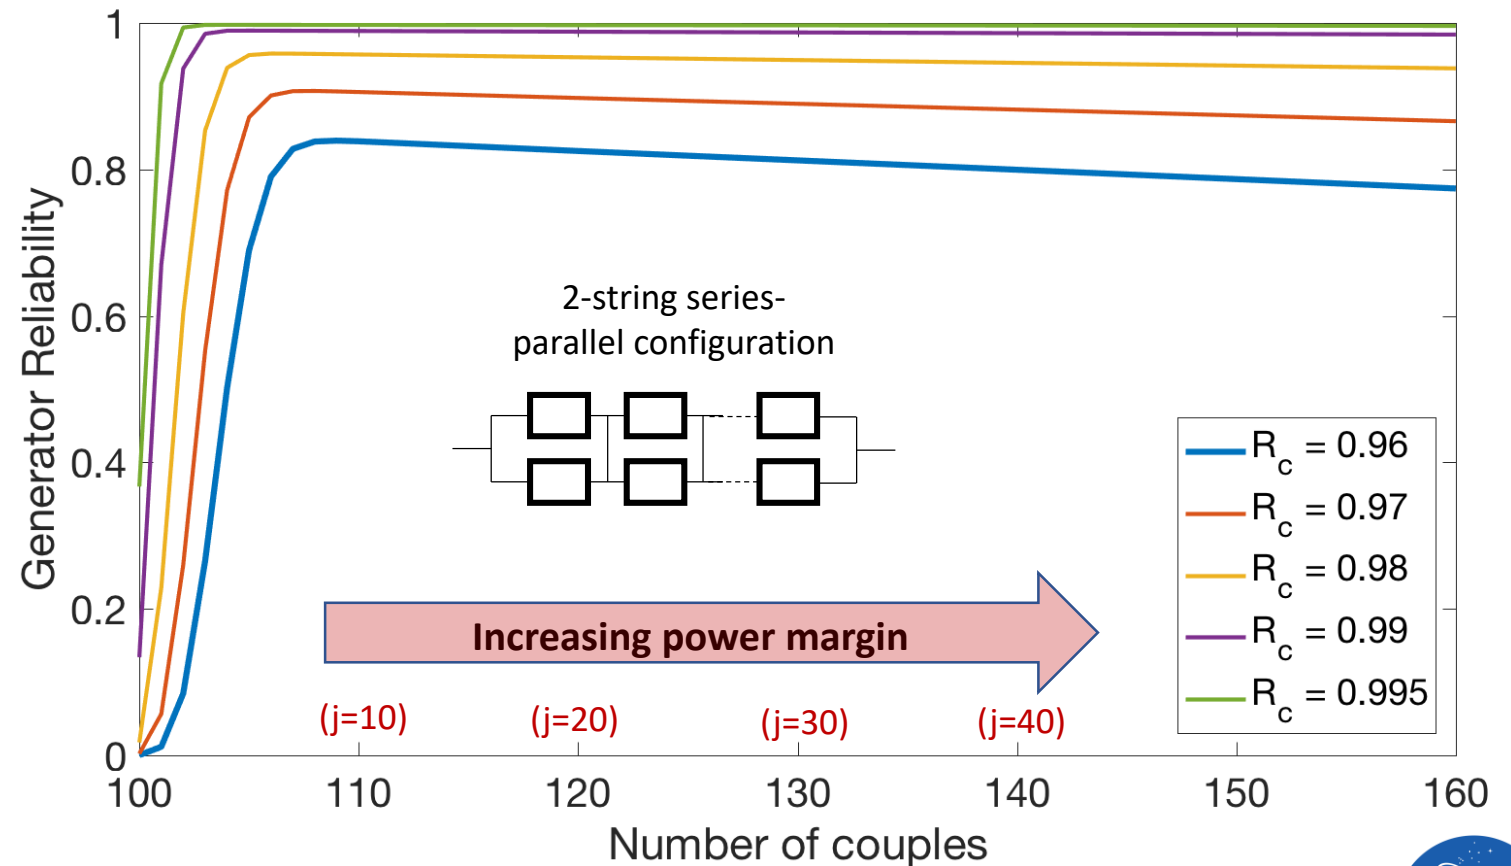 1
0.8
0.6
0.4
0.2
0
Generator Reliability
2-string series-
parallel configuration
Increasing power margin
(j=10) (j=20) (j=30) (j=40)
R_c = 0.96
R_c = 0.97
R_c = 0.98
R_c = 0.99
R_c = 0.995
100 110 120 130 140 150 160
Number of couples